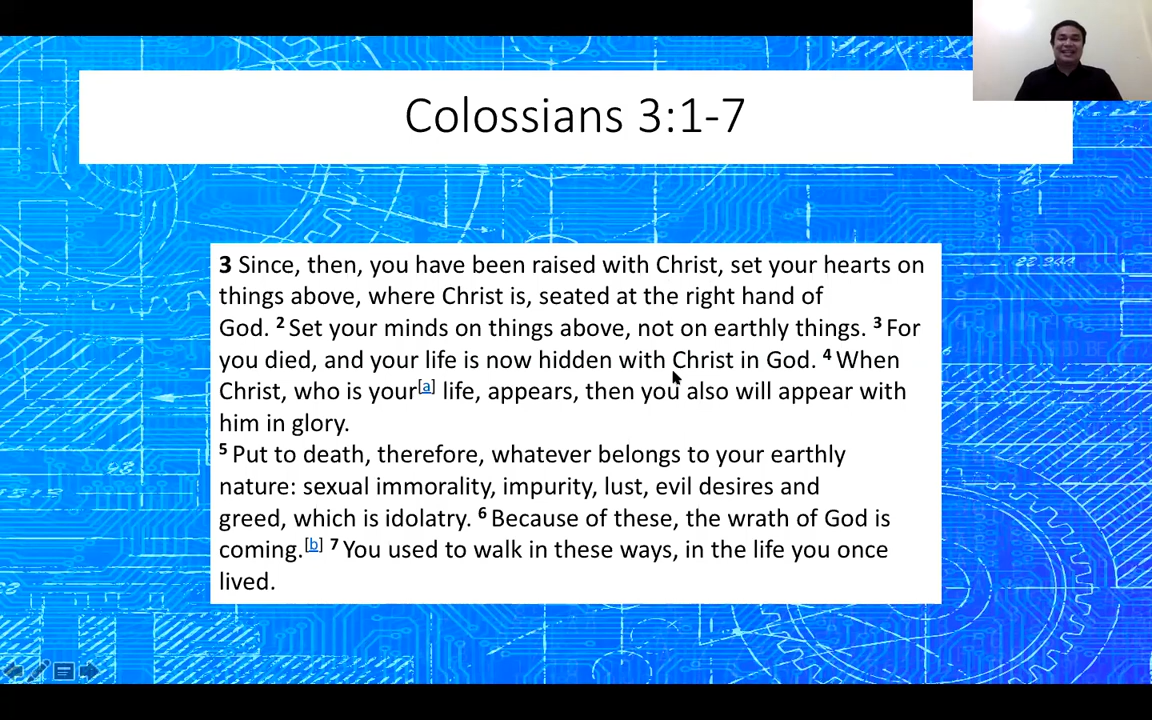 Colossians 3:1-7
3 Since, then, you have been raised with Christ, set your hearts on
things above, where Christ is, seated at the right hand of
God. 2 Set your minds on things above, not on earthly things. 3 For
you died, and your life is now hidden with Christ in God. 4 When
Christ, who is your[a] life, appears, then you also will appear with
him in glory.
5 Put to death, therefore, whatever belongs to your earthly
nature: sexual immorality, impurity, lust, evil desires and
greed, which is idolatry. 6 Because of these, the wrath of God is
coming.[b] 7 You used to walk in these ways, in the life you once
lived.